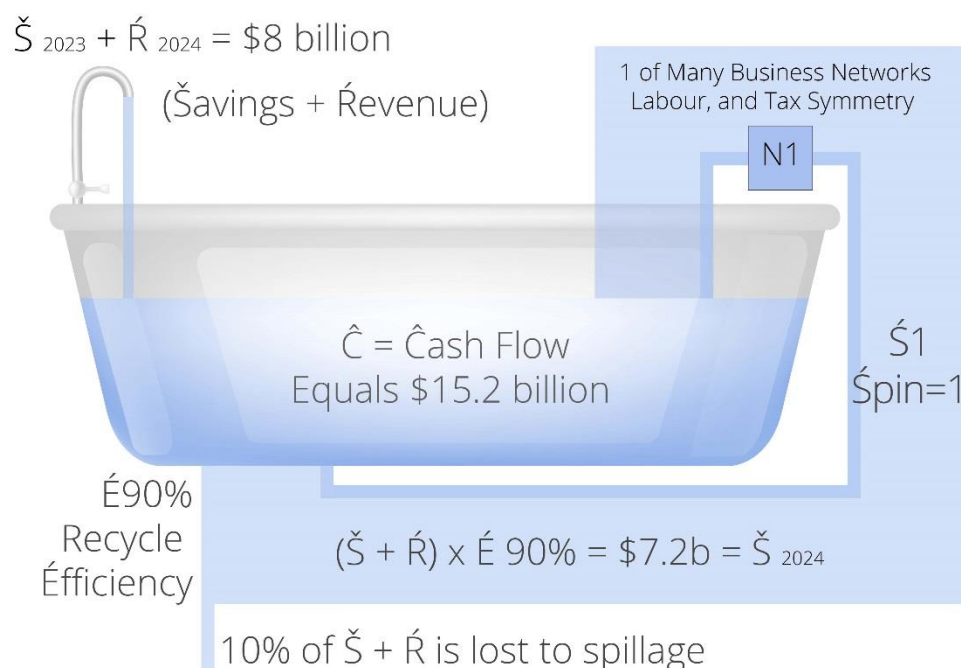 Š 2023 + Ŕ 2024 = $8 billion
(Šavings + Ŕevenue)
1 of Many Business Networks
Labour, and Tax Symmetry
N1
Ĉ = Ĉash Flow
Equals $15.2 billion
Ś1
Śpin=1
É90%
Recycle
Éfficiency
(Š + Ŕ) x É 90% = $7.2b = Š 2024
10% of Š + Ŕ is lost to spillage